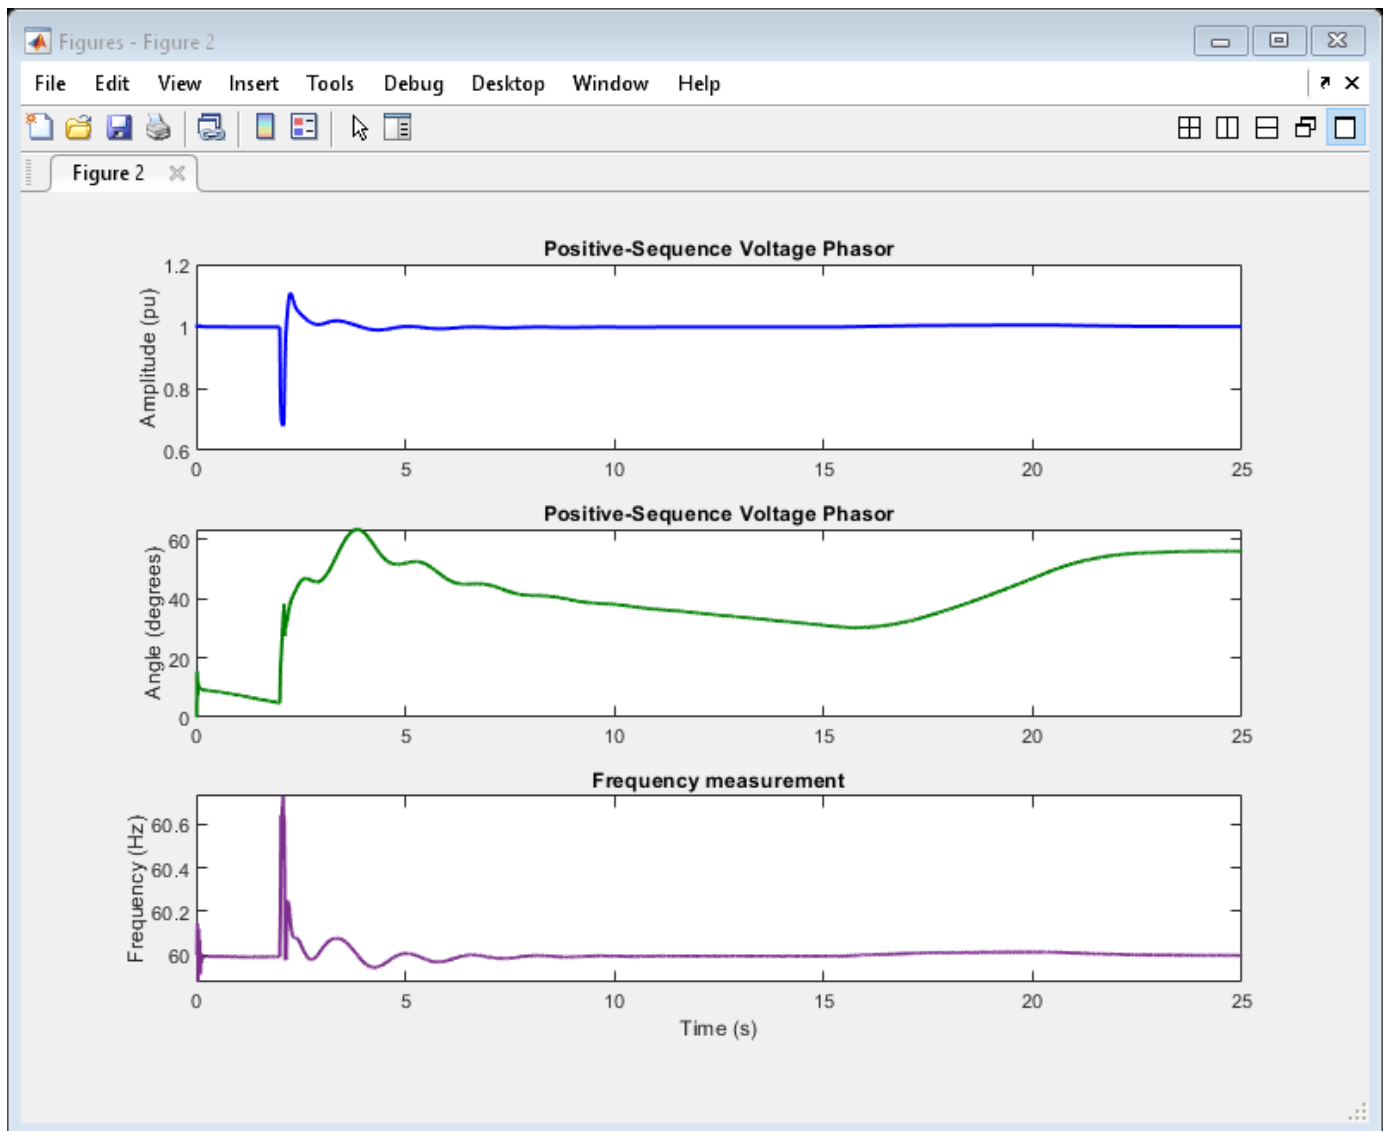 Figures - Figure 2
File Edit View Insert Tools Debug Desktop Window Help
Figure 2
Positive-Sequence Voltage Phasor
Amplitude (pu)
1.2
1
0.8
0.6
0 5 10 15 20 25
Positive-Sequence Voltage Phasor
Angle (degrees)
60
40
20
0
0 5 10 15 20 25
Frequency measurement
Frequency (Hz)
60.6
60.4
60.2
60
0 5 10 15 20 25
Time (s)